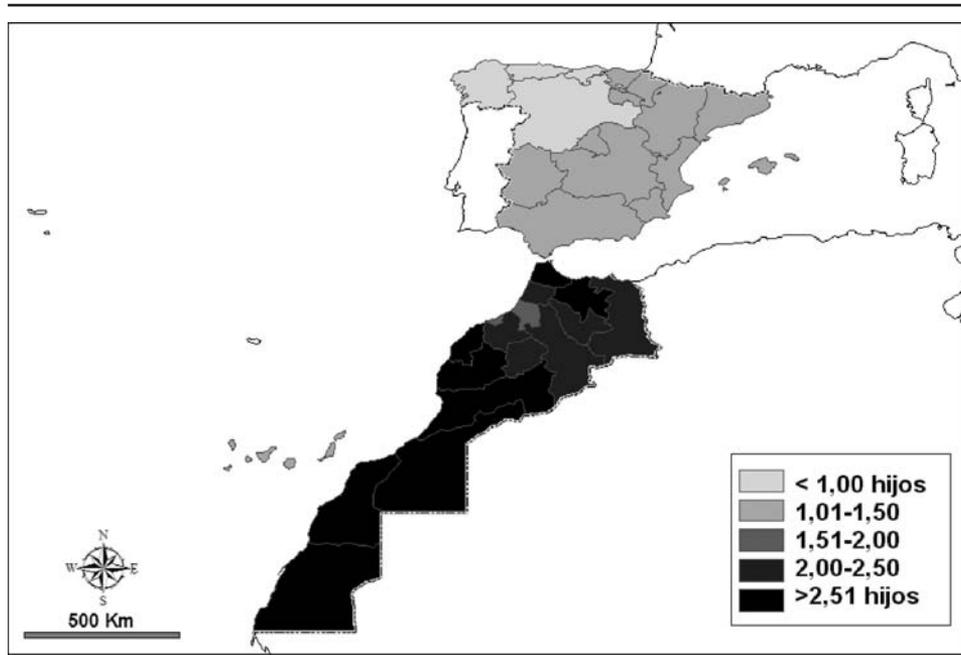 N
W E
S
500 Km
< 1,00 hijos
1,01-1,50
1,51-2,00
2,00-2,50
>2,51 hijos